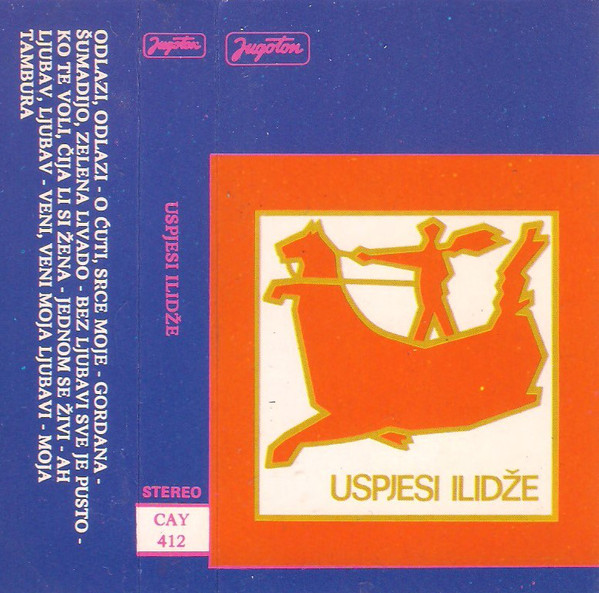 ODLAZI, ODLAZI - O ĆUTI, SRCE MOJE - GORDANA -
ŠUMADIJO, ZELENA LIVADO - BEZ LJUBAVI SVE JE PUSTO -
KO TE VOLI, ČIJA LI SI ŽENA - JEDNOM SE ŽIVI - AH
LJUBAV, LJUBAV - VENI, VENI MOJA LJUBAVI - MOJA
TAMBURA
Jugoton
USPJESI ILIDŽE
STEREO
CAY
412
Jugoton
USPJESI ILIDŽE